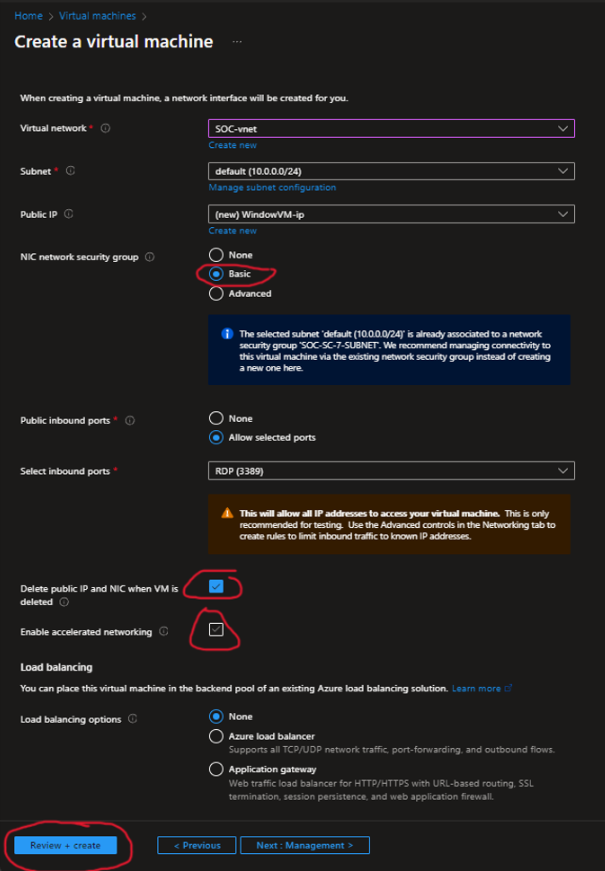 Home > Virtual machines >
Create a virtual machine ...
When creating a virtual machine, a network interface will be created for you.
Virtual network *
SOC-vnet
Create new
Subnet *
default (10.0.0.0/24)
Manage subnet configuration
Public IP
(new) WindowVM-ip
Create new
NIC network security group
None
Basic
Advanced
The selected subnet 'default (10.0.0.0/24)' is already associated to a network
security group 'SOC-SC-7-SUBNET'. We recommend managing connectivity to
this virtual machine via the existing network security group instead of creating
a new one here.
Public inbound ports *
None
Allow selected ports
Select inbound ports *
RDP (3389)
This will allow all IP addresses to access your virtual machine. This is only
recommended for testing. Use the Advanced controls in the Networking tab to
create rules to limit inbound traffic to known IP addresses.
Delete public IP and NIC when VM is
deleted
Enable accelerated networking
Load balancing
You can place this virtual machine in the backend pool of an existing Azure load balancing solution. Learn more
Load balancing options
None
Azure load balancer
Supports all TCP/UDP network traffic, port-forwarding, and outbound flows.
Application gateway
Web traffic load balancer for HTTP/HTTPS with URL-based routing, SSL
termination, session persistence, and web application firewall.
Review + create
< Previous
Next : Management >